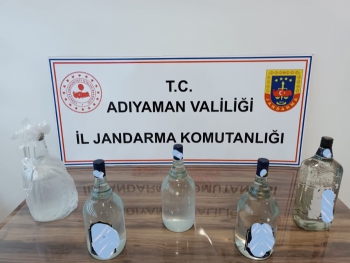 T.C.
ADIYAMAN VALİLİĞİ
İL JANDARMA KOMUTANLIĞI